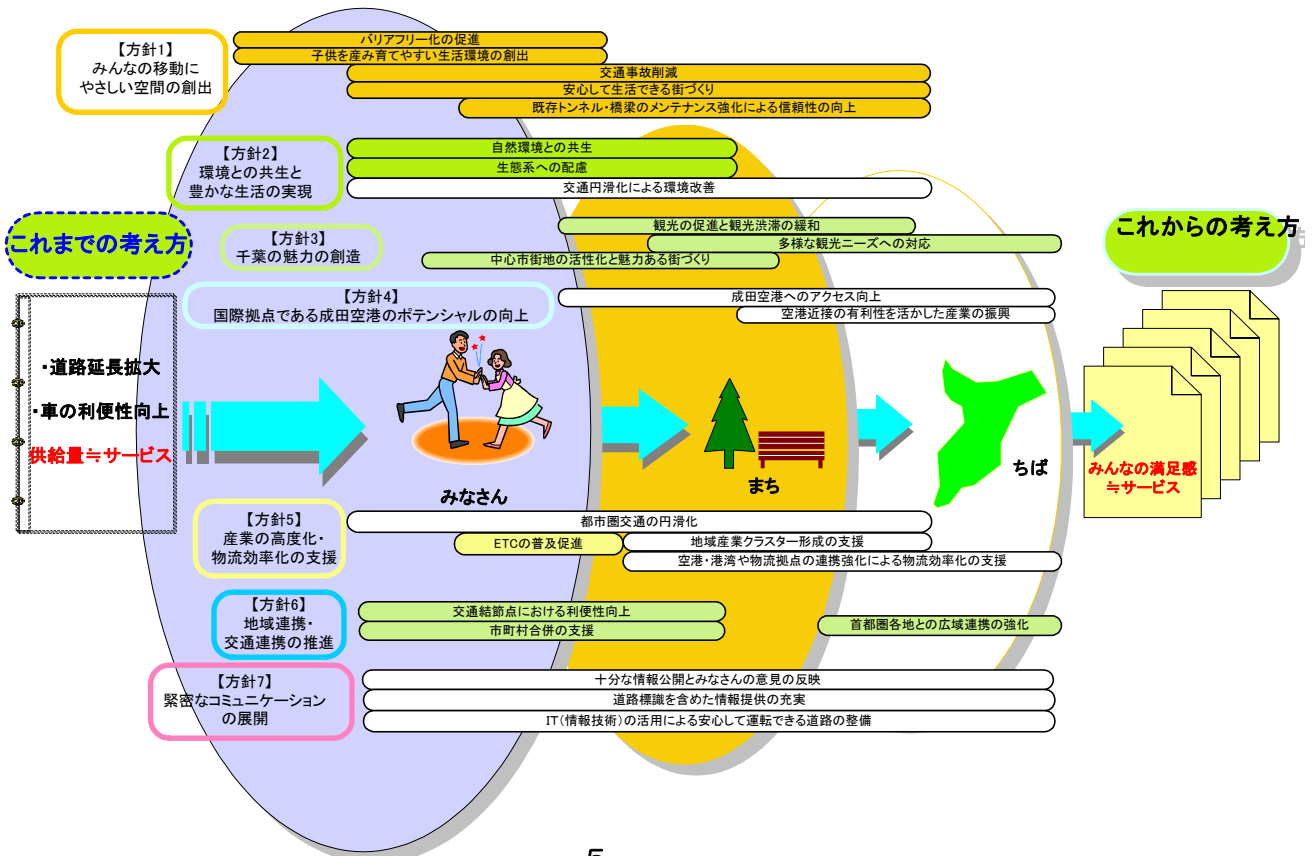 【方針1】
みんなの移動に
やさしい空間の創出
バリアフリー化の促進
子供を産み育てやすい生活環境の創出
交通事故削減
安心して生活できる街づくり
既存トンネル・橋梁のメンテナンス強化による信頼性の向上
【方針2】
環境との共生と
豊かな生活の実現
自然環境との共生
生態系への配慮
交通円滑化による環境改善
これまでの考え方
【方針3】
千葉の魅力の創造
観光の促進と観光渋滞の緩和
多様な観光ニーズへの対応
中心市街地の活性化と魅力ある街づくり
これからの考え方
【方針4】
国際拠点である成田空港のポテンシャルの向上
成田空港へのアクセス向上
空港近接の有利性を活かした産業の振興
・道路延長拡大
・車の利便性向上
供給量≒サービス
みなさん
まち
ちば
みんなの満足感
≒サービス
【方針5】
産業の高度化・
物流効率化の支援
都市圏交通の円滑化
ETCの普及促進
地域産業クラスター形成の支援
空港・港湾や物流拠点の連携強化による物流効率化の支援
【方針6】
地域連携・
交通連携の推進
交通結節点における利便性向上
市町村合併の支援
首都圏各地との広域連携の強化
【方針7】
緊密なコミュニケーション
の展開
十分な情報公開とみなさんの意見の反映
道路標識を含めた情報提供の充実
IT（情報技術）の活用による安心して運転できる道路の整備